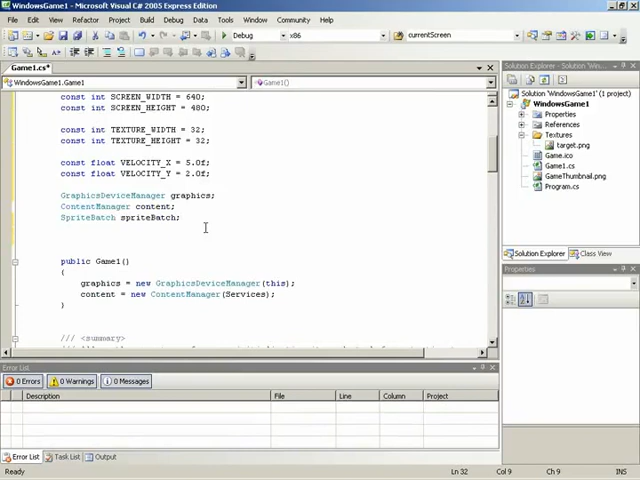 WindowsGame1 - Microsoft Visual C# 2005 Express Edition
File Edit View Refactor Project Build Debug Data Tools Window Community Help
Debug x86 currentScreen
Game1.cs*
WindowsGame1.Game1 Game1()
const int SCREEN_WIDTH = 640;
const int SCREEN_HEIGHT = 480;
const int TEXTURE_WIDTH = 32;
const int TEXTURE_HEIGHT = 32;
const float VELOCITY_X = 5.0f;
const float VELOCITY_Y = 2.0f;
GraphicsDeviceManager graphics;
ContentManager content;
SpriteBatch spriteBatch;
public Game1()
{
graphics = new GraphicsDeviceManager(this);
content = new ContentManager(Services);
}
/// <summary>
Solution Explorer - Solution 'Win...
Solution 'WindowsGame1' (1 project)
WindowsGame1
Properties
References
Textures
target.png
Game.ico
Game1.cs
GameThumbnail.png
Program.cs
Solution Explorer Class View
Properties
Error List
0 Errors 0 Warnings 0 Messages
Description File Line Column Project
Error List Task List Output
Ready Ln 32 Col 9 Ch 9 INS